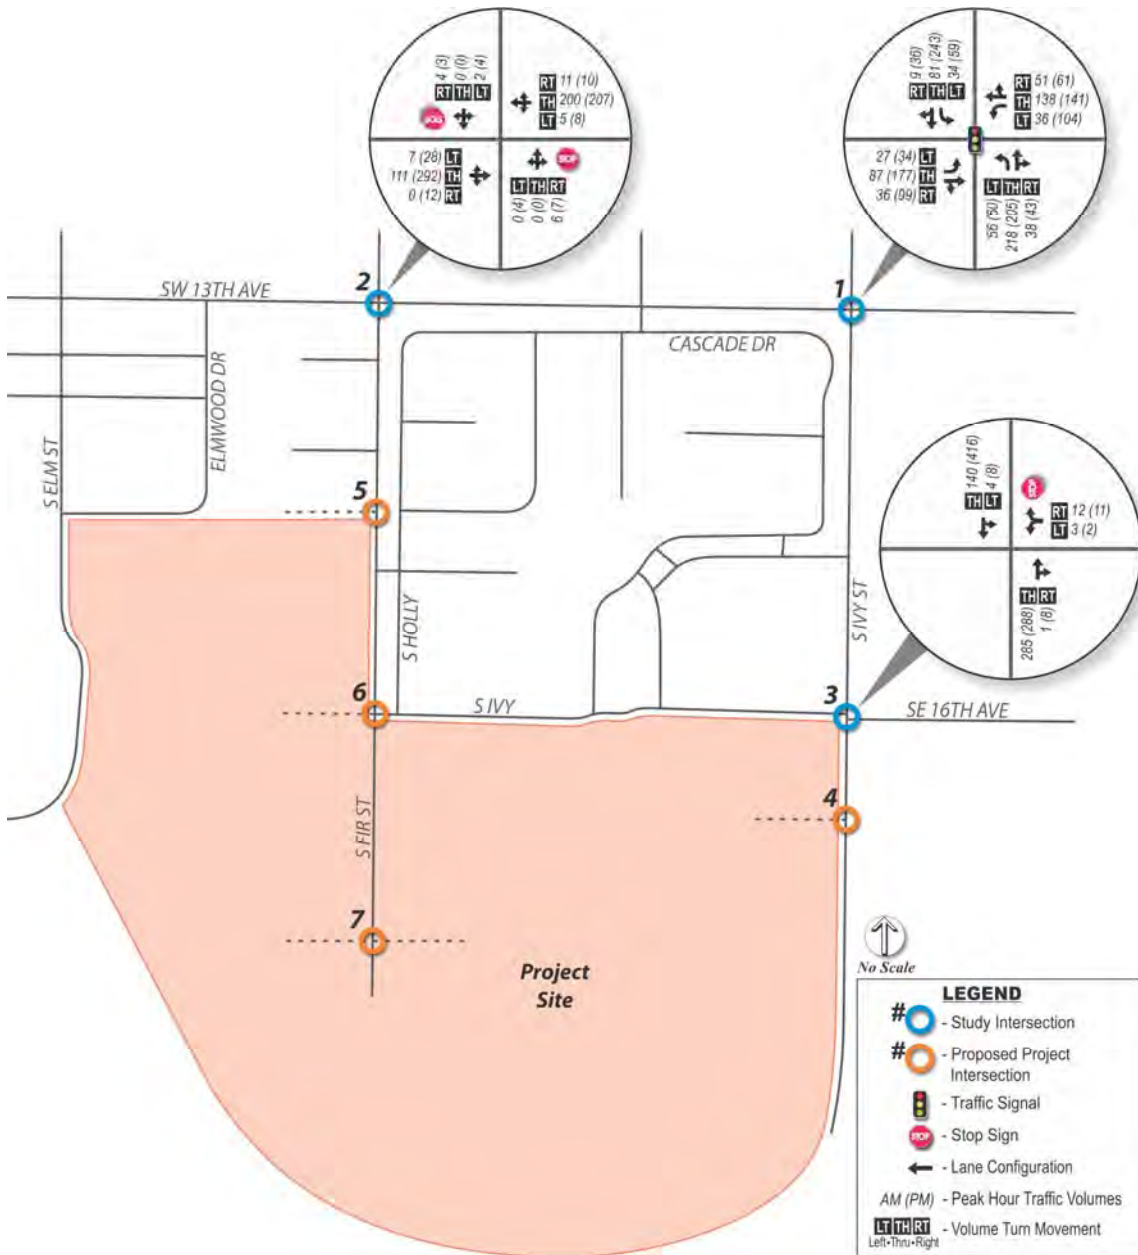 4 (3)
0 (0)
2 (4)
RT TH LT
RT 11 (10)
TH 200 (207)
LT 5 (8)
7 (28) LT
111 (292) TH
0 (12) RT
STOP
LT TH RT
0 (4)
0 (0)
6 (7)
9 (36)
81 (243)
34 (59)
RT TH LT
RT 51 (61)
TH 138 (141)
LT 36 (104)
27 (34) LT
87 (177) TH
36 (99) RT
LT TH RT
56 (50)
218 (205)
38 (43)
2
1
SW 13TH AVE
CASCADE DR
ELMWOOD DR
S ELM ST
5
140 (416)
4 (8)
TH LT
STOP
RT 12 (11)
LT 3 (2)
TH RT
285 (288)
1 (8)
S HOLLY
S IVY ST
6
S IVY
3
SE 16TH AVE
4
S FIR ST
7
Project
Site
No Scale
LEGEND
# - Study Intersection
# - Proposed Project
Intersection
- Traffic Signal
STOP - Stop Sign
- Lane Configuration
AM (PM) - Peak Hour Traffic Volumes
LT TH RT - Volume Turn Movement
Left•Thru•Right